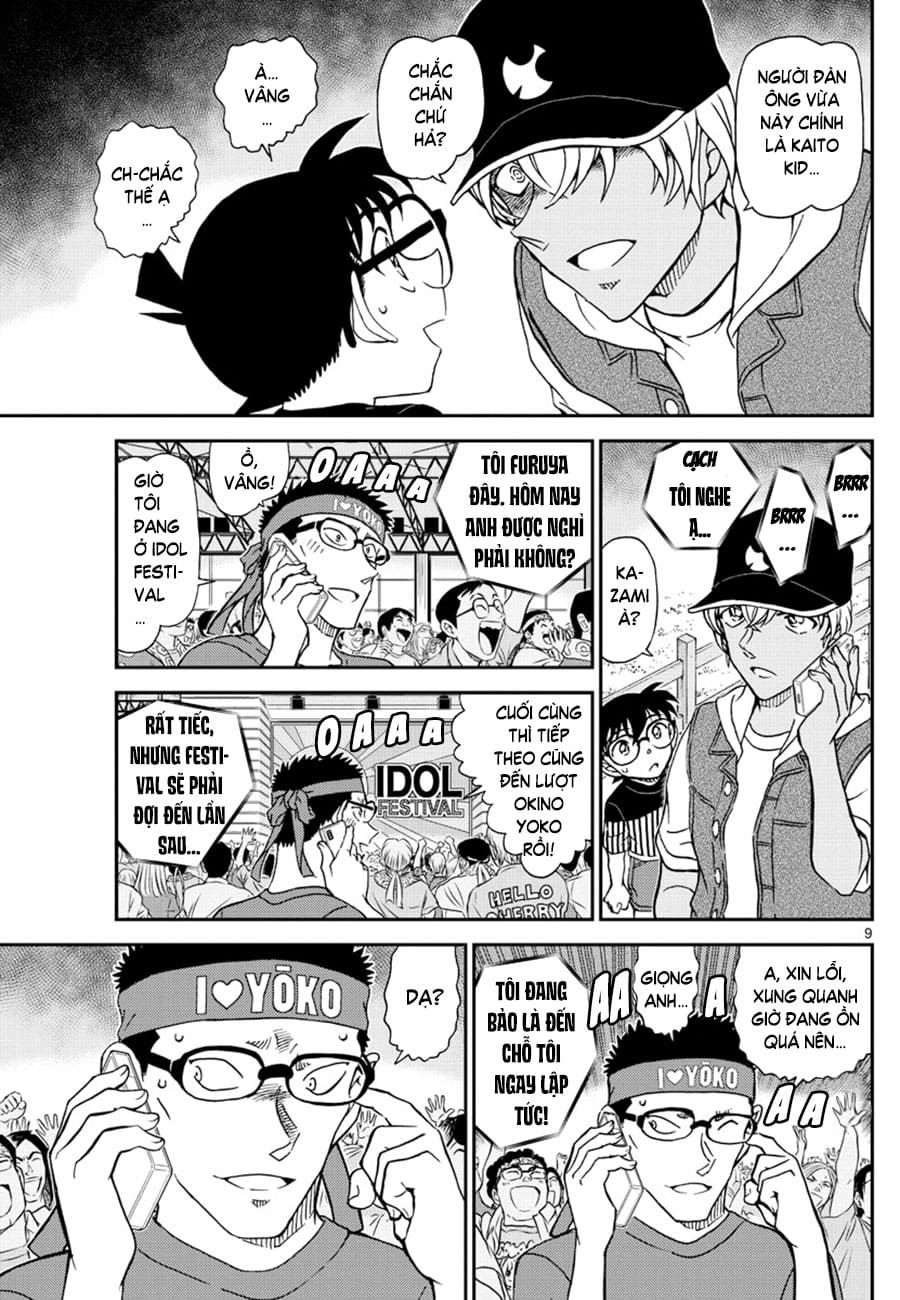 NGƯỜI ĐÀN
ÔNG VỪA
NÀY CHÍNH
LÀ KAITO
KID...
CHẮC
CHẮN
CHỨ
HẢ?
À...
VÂNG
...
CH-CHẮC
THẾ Ạ
...
BRRR
...
BRRR
...
CẠCH
TÔI NGHE
Ạ...
KA-
ZAMI
À?
TÔI FURUYA
ĐÂY. HÔM NAY
ANH ĐƯỢC NGHỈ
PHẢI KHÔNG?
OAAA
Ồ,
VÂNG!
GIỜ
TÔI
ĐANG
Ở IDOL
FESTI-
VAL
...
I♥YOKO
CUỐI CÙNG
THÌ TIẾP
THEO CŨNG
ĐẾN LƯỢT
OKINO
YOKO
RỒI!
OAAA
IDOL
FESTIVAL
HELLO
CHERRY
RẤT TIẾC,
NHƯNG FESTI-
VAL SẼ PHẢI
ĐỢI ĐẾN LẦN
SAU...
9
A, XIN LỖI,
XUNG QUANH
GIỜ ĐANG ỒN
QUÁ NÊN...
GIỌNG
ANH...
A
AA
AA
I♥YŌKO
TÔI ĐANG
BẢO LÀ ĐẾN
CHỖ TÔI
NGAY LẬP
TỨC!
DẠ?
I♥YŌKO